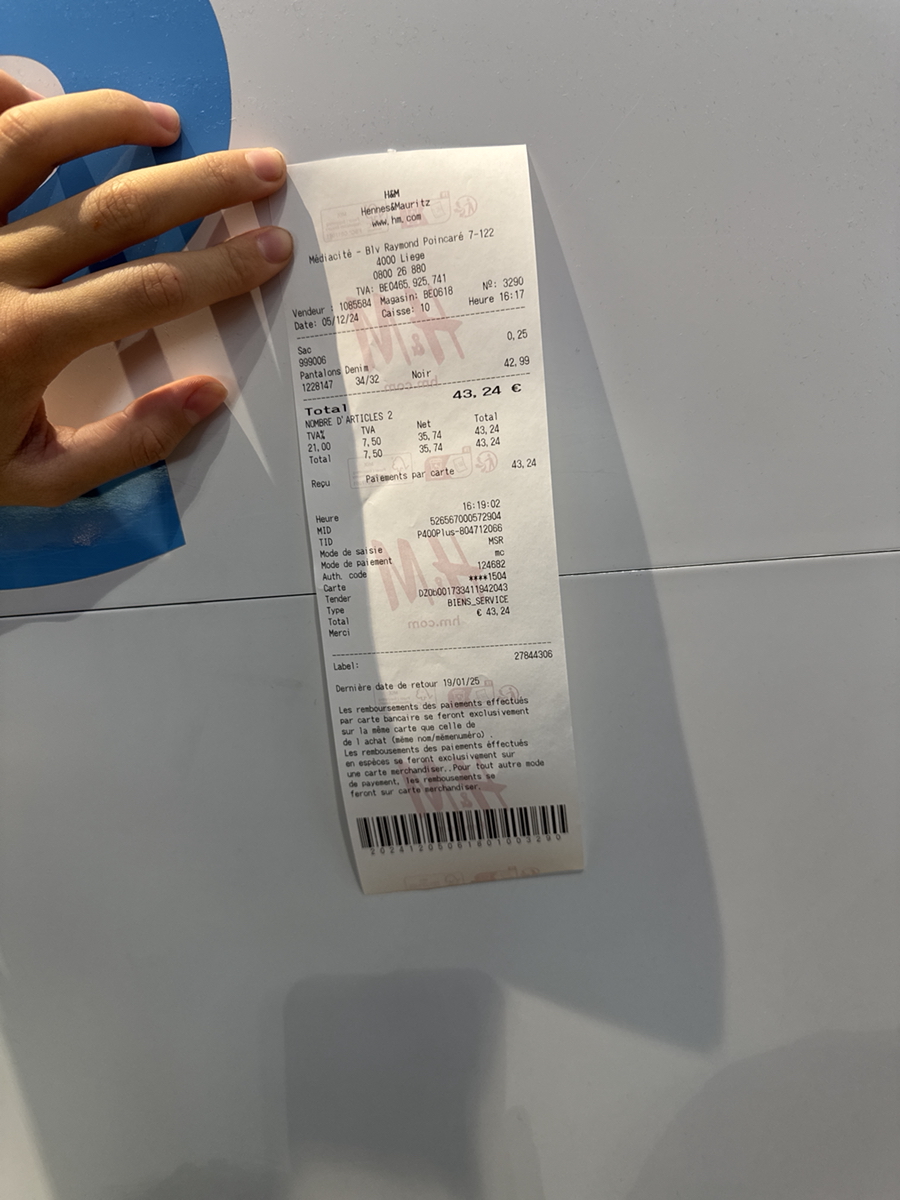 H&M
Hennes&Mauritz
www.hm.com
Médiacité - Blv Raymond Poincaré 7-122
4000 Liege
0800 26 880
TVA: BE0465.925.741
Vendeur : 1085584 Magasin: BE0618 Nº: 3290
Date: 05/12/24 Caisse: 10 Heure 16:17
Sac 0,25
999006
Pantalons Denim 42,99
1228147 34/32 Noir
Total 43,24 €
NOMBRE D'ARTICLES 2
TVA% TVA Net Total
21,00 7,50 35,74 43,24
Total 7,50 35,74 43,24
Reçu Paiements par carte 43,24
Heure 16:19:02
MID 526567000572904
TID P400Plus-804712066
Mode de saisie MSR
Mode de paiement mc
Auth. code 124682
Carte ****1504
Tender DZ0b001733411942043
Type BIENS_SERVICE
Total € 43,24
Merci
Label: 27844306
Dernière date de retour 19/01/25
Les remboursements des paiements effectués
par carte bancaire se feront exclusivement
sur la même carte que celle de
de l achat (même nom/mêmenuméro) .
Les rembousements des paiements éffectués
en espèces se feront exclusivement sur
une carte merchandiser..Pour tout autre mode
de payement, les rembousements se
feront sur carte merchandiser.
20241205061801003290